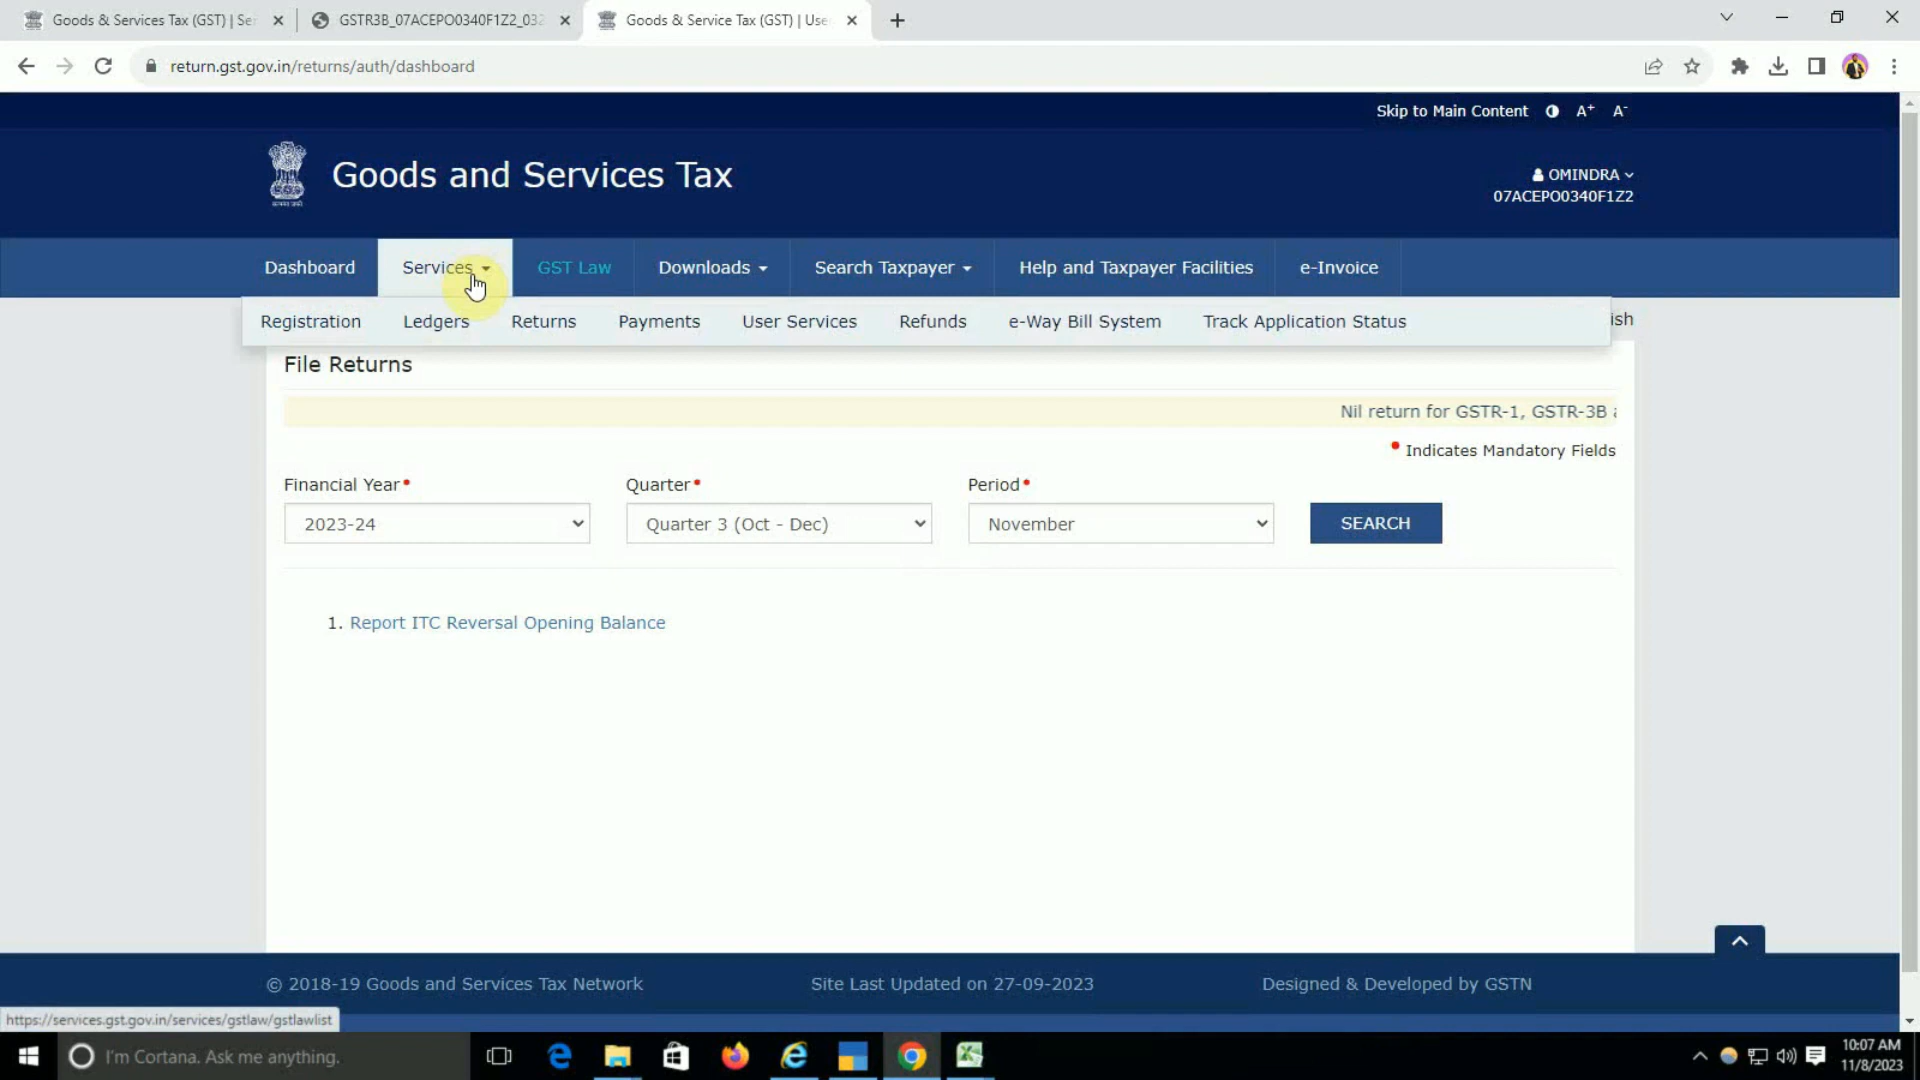 Goods & Services Tax (GST) | Se
GSTR3B_07ACEPO0340F1Z2_032
Goods & Service Tax (GST) | Use
return.gst.gov.in/returns/auth/dashboard
Skip to Main Content A+ A-
Goods and Services Tax
OMINDRA
07ACEPO0340F1Z2
Dashboard Services GST Law Downloads Search Taxpayer Help and Taxpayer Facilities e-Invoice
Registration Ledgers Returns Payments User Services Refunds e-Way Bill System Track Application Status
ish
File Returns
Nil return for GSTR-1, GSTR-3B a
• Indicates Mandatory Fields
Financial Year• Quarter• Period•
2023-24 Quarter 3 (Oct - Dec) November SEARCH
1. Report ITC Reversal Opening Balance
© 2018-19 Goods and Services Tax Network Site Last Updated on 27-09-2023 Designed & Developed by GSTN
https://services.gst.gov.in/services/gstlaw/gstlawlist
I'm Cortana. Ask me anything.
10:07 AM
11/8/2023